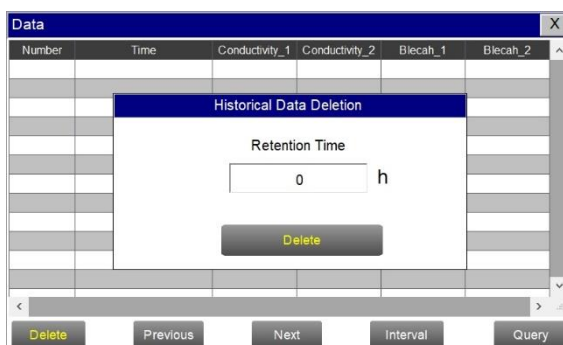 Data X
Number Time Conductivity_1 Conductivity_2 Blecah_1 Blecah_2
Historical Data Deletion
Retention Time
0 h
Delete
Delete Previous Next Interval Query